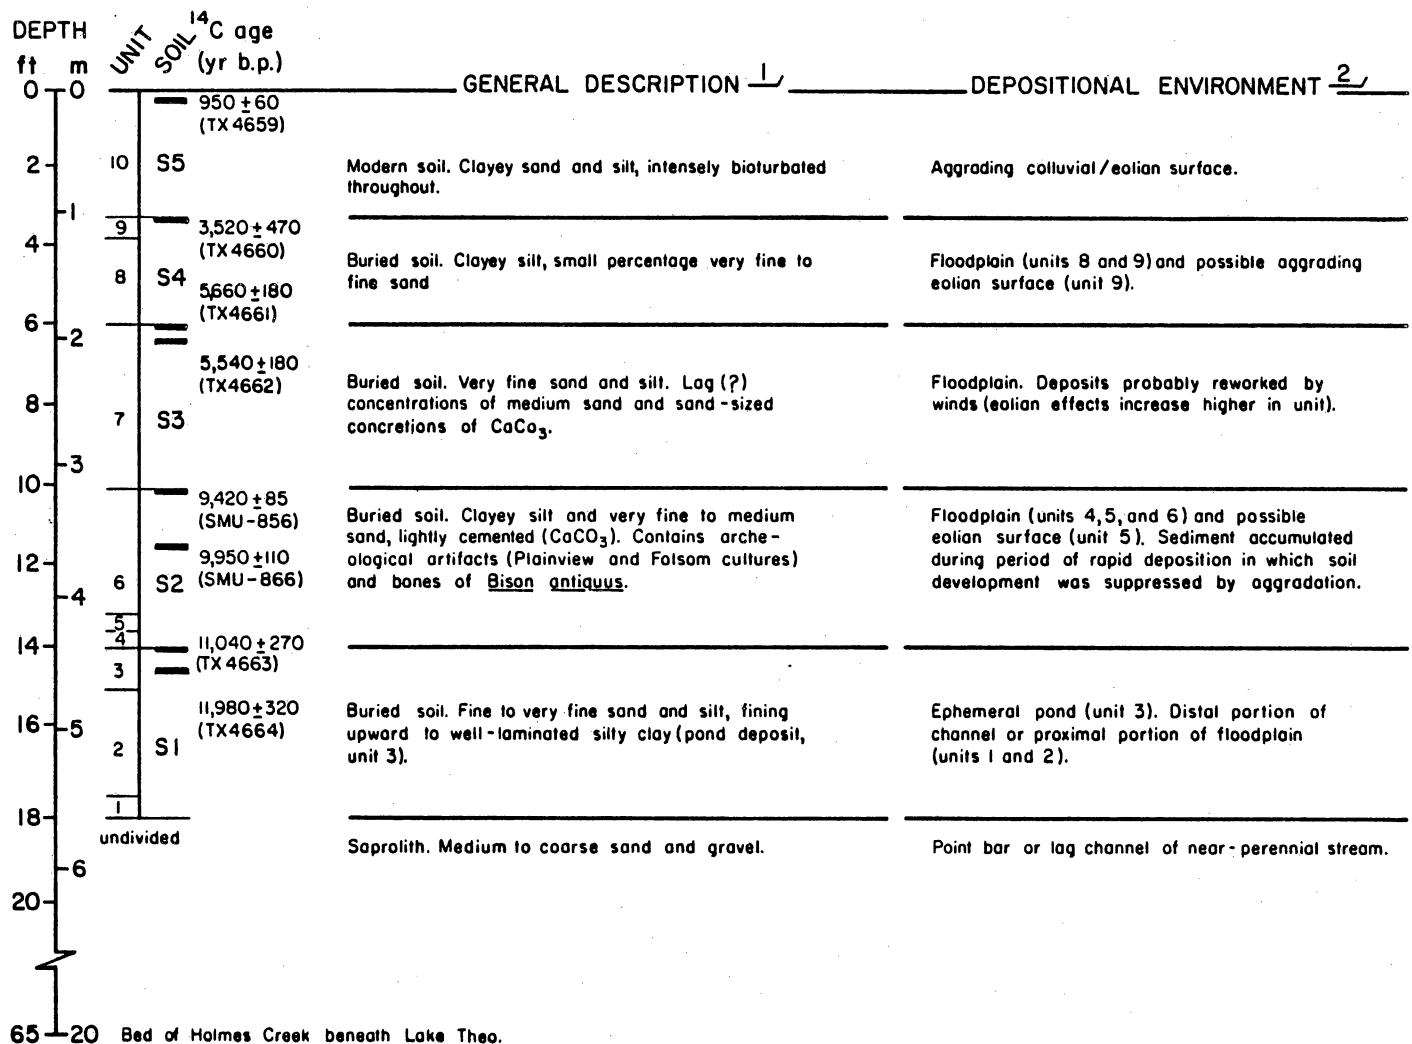 DEPTH
ft m
UNIT
SOIL
14C age
(yr b.p.)
GENERAL DESCRIPTION 1/
DEPOSITIONAL ENVIRONMENT 2/
0 0
950 ± 60
(TX 4659)
2
10 S5
Modern soil. Clayey sand and silt, intensely bioturbated
throughout.
Aggrading colluvial/eolian surface.
1
9
3,520 ± 470
(TX 4660)
4
8 S4
5,660 ± 180
(TX4661)
Buried soil. Clayey silt, small percentage very fine to
fine sand
Floodplain (units 8 and 9) and possible aggrading
eolian surface (unit 9).
6
2
5,540 ± 180
(TX4662)
8
7 S3
Buried soil. Very fine sand and silt. Lag (?)
concentrations of medium sand and sand-sized
concretions of CaCo3.
Floodplain. Deposits probably reworked by
winds (eolian effects increase higher in unit).
3
10
9,420 ± 85
(SMU-856)
9,950 ± 110
(SMU-866)
12
6 S2
4
5
4
Buried soil. Clayey silt and very fine to medium
sand, lightly cemented (CaCO3). Contains arche-
ological artifacts (Plainview and Folsom cultures)
and bones of Bison antiquus.
Floodplain (units 4,5, and 6) and possible
eolian surface (unit 5). Sediment accumulated
during period of rapid deposition in which soil
development was suppressed by aggradation.
14
3
11,040 ± 270
(TX 4663)
11,980 ± 320
(TX4664)
16
5
2 S1
1
Buried soil. Fine to very fine sand and silt, fining
upward to well-laminated silty clay (pond deposit,
unit 3).
Ephemeral pond (unit 3). Distal portion of
channel or proximal portion of floodplain
(units 1 and 2).
18
undivided
Saprolith. Medium to coarse sand and gravel.
Point bar or lag channel of near-perennial stream.
6
20
65 20 Bed of Holmes Creek beneath Lake Theo.